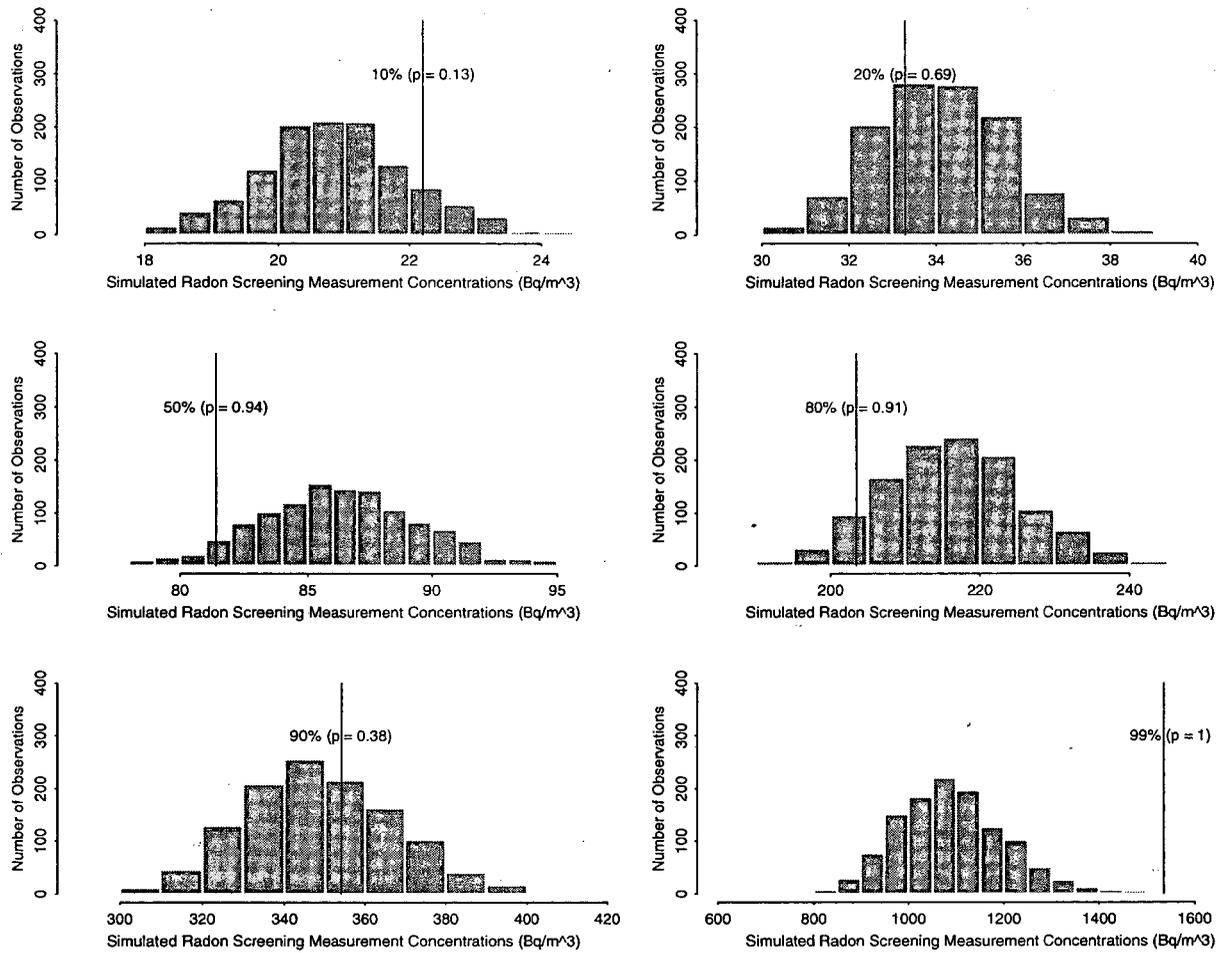 Number of Observations
0 100 200 300 400
10% (p = 0.13)
18 20 22 24
Simulated Radon Screening Measurement Concentrations (Bq/m^3)
Number of Observations
0 100 200 300 400
20% (p = 0.69)
30 32 34 36 38 40
Simulated Radon Screening Measurement Concentrations (Bq/m^3)
Number of Observations
0 100 200 300 400
50% (p = 0.94)
80 85 90 95
Simulated Radon Screening Measurement Concentrations (Bq/m^3)
Number of Observations
0 100 200 300 400
80% (p = 0.91)
200 220 240
Simulated Radon Screening Measurement Concentrations (Bq/m^3)
Number of Observations
0 100 200 300 400
90% (p = 0.38)
300 320 340 360 380 400 420
Simulated Radon Screening Measurement Concentrations (Bq/m^3)
Number of Observations
0 100 200 300 400
99% (p = 1)
600 800 1000 1200 1400 1600
Simulated Radon Screening Measurement Concentrations (Bq/m^3)